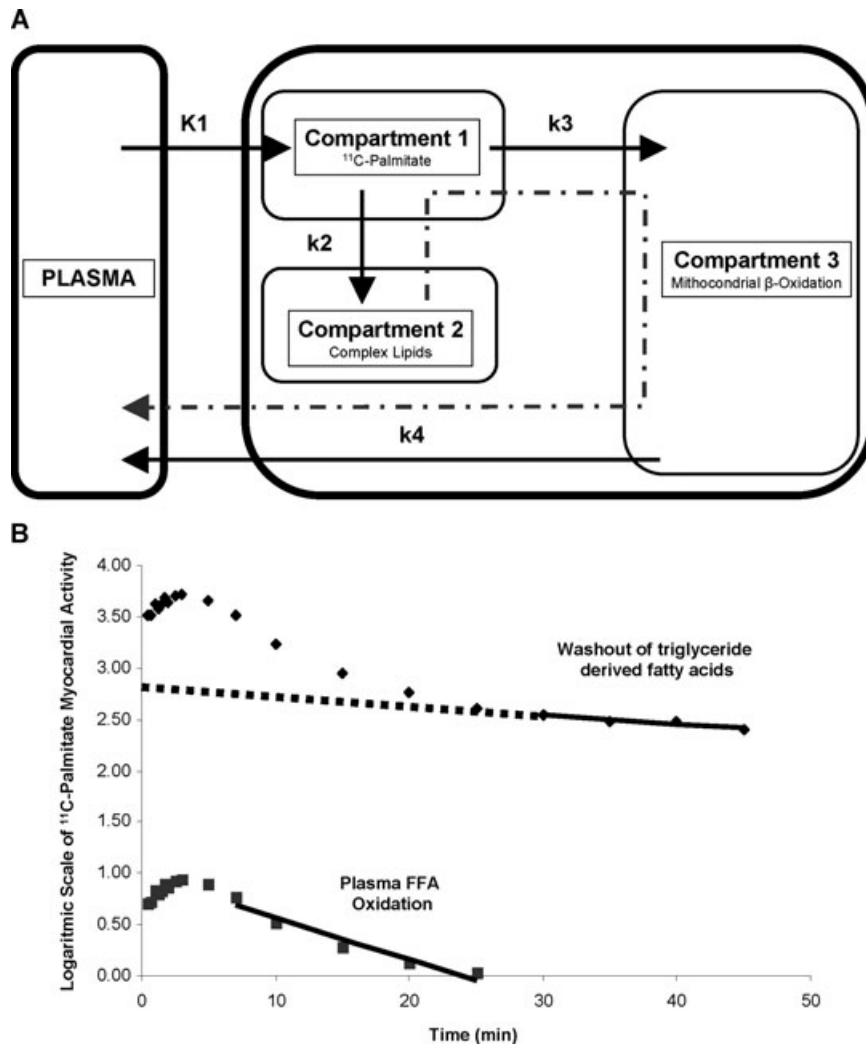 A
K1
Compartment 1
¹¹C-Palmitate
k3
k2
PLASMA
Compartment 2
Complex Lipids
Compartment 3
Mithocondrial β-Oxidation
k4
B
Logaritmic Scale of ¹¹C-Palmitate Myocardial Activity
4.00
3.50
3.00
2.50
2.00
1.50
1.00
0.50
0.00
Washout of triglyceride
derived fatty acids
Plasma FFA
Oxidation
0
10
20
30
40
50
Time (min)